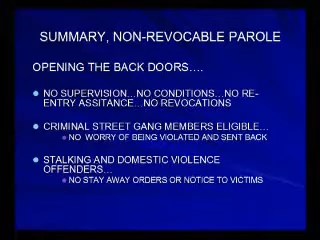 SUMMARY, NON-REVOCABLE PAROLE
OPENING THE BACK DOORS….
NO SUPERVISION…NO CONDITIONS…NO RE-
ENTRY ASSITANCE…NO REVOCATIONS
CRIMINAL STREET GANG MEMBERS ELIGIBLE…
NO WORRY OF BEING VIOLATED AND SENT BACK
STALKING AND DOMESTIC VIOLENCE
OFFENDERS…
NO STAY AWAY ORDERS OR NOTICE TO VICTIMS